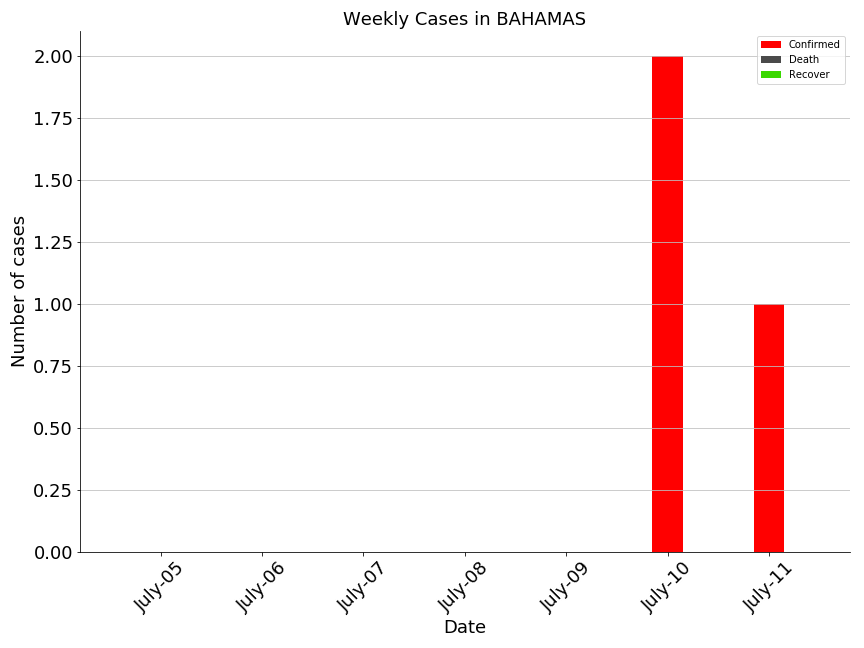 Weekly Cases in BAHAMAS
Confirmed
Death
Recover
Number of cases
2.00
1.75
1.50
1.25
1.00
0.75
0.50
0.25
0.00
July-05
July-06
July-07
July-08
July-09
July-10
July-11
Date